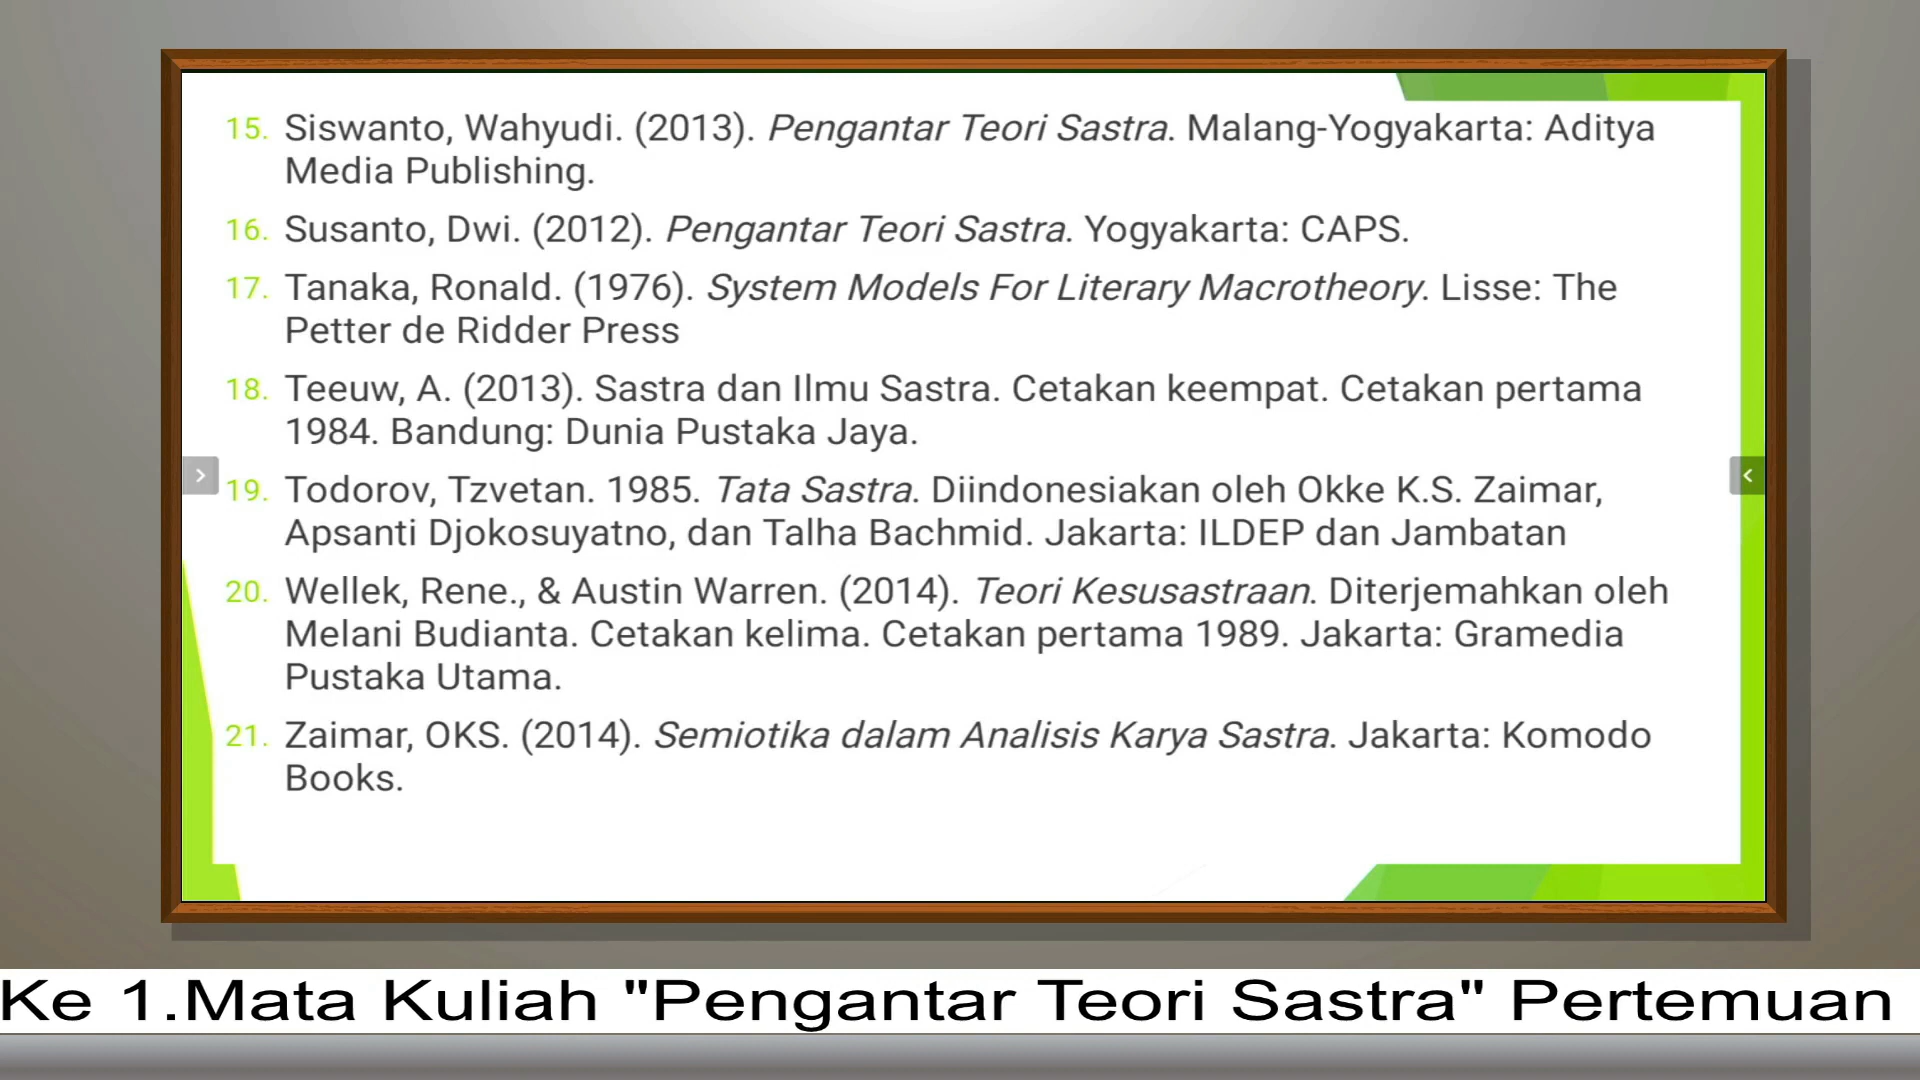 15. Siswanto, Wahyudi. (2013). Pengantar Teori Sastra. Malang-Yogyakarta: Aditya
Media Publishing.
16. Susanto, Dwi. (2012). Pengantar Teori Sastra. Yogyakarta: CAPS.
17. Tanaka, Ronald. (1976). System Models For Literary Macrotheory. Lisse: The
Petter de Ridder Press
18. Teeuw, A. (2013). Sastra dan Ilmu Sastra. Cetakan keempat. Cetakan pertama
1984. Bandung: Dunia Pustaka Jaya.
19. Todorov, Tzvetan. 1985. Tata Sastra. Diindonesiakan oleh Okke K.S. Zaimar,
Apsanti Djokosuyatno, dan Talha Bachmid. Jakarta: ILDEP dan Jambatan
20. Wellek, Rene., & Austin Warren. (2014). Teori Kesusastraan. Diterjemahkan oleh
Melani Budianta. Cetakan kelima. Cetakan pertama 1989. Jakarta: Gramedia
Pustaka Utama.
21. Zaimar, OKS. (2014). Semiotika dalam Analisis Karya Sastra. Jakarta: Komodo
Books.
Ke 1.Mata Kuliah "Pengantar Teori Sastra" Pertemuan